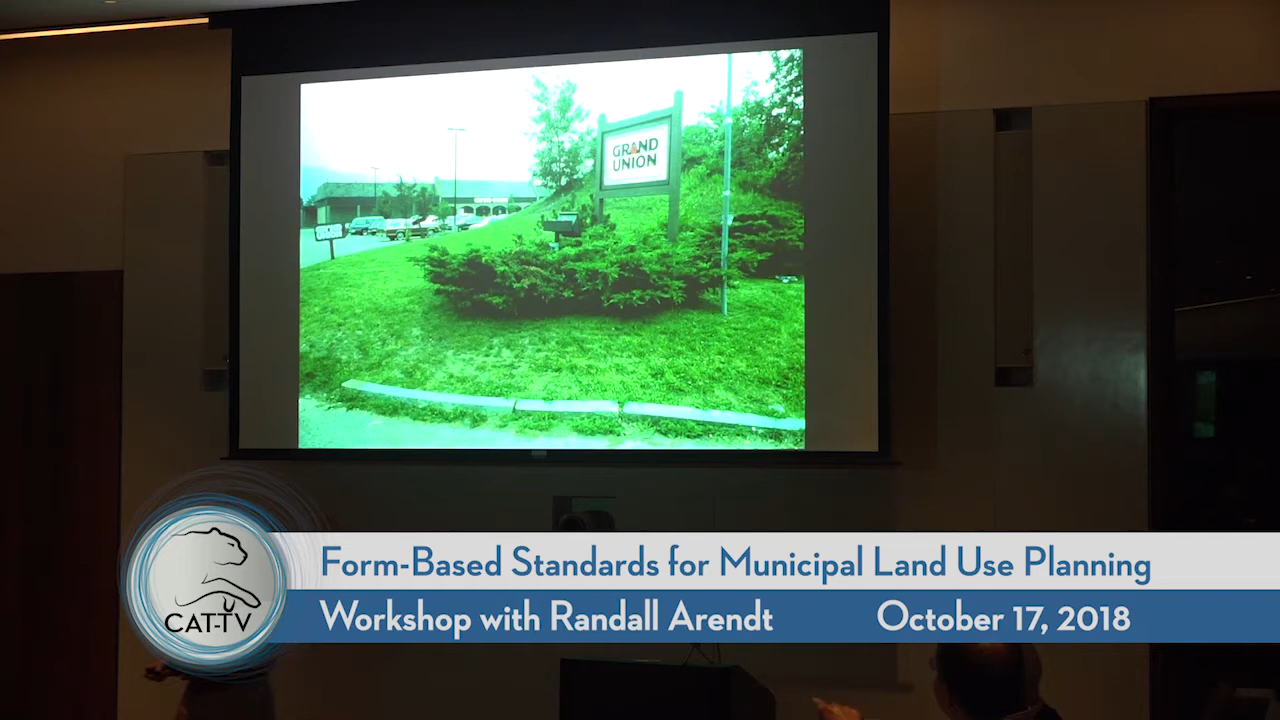 GRAND
UNION
Form-Based Standards for Municipal Land Use Planning
Workshop with Randall Arendt October 17, 2018
CAT-TV